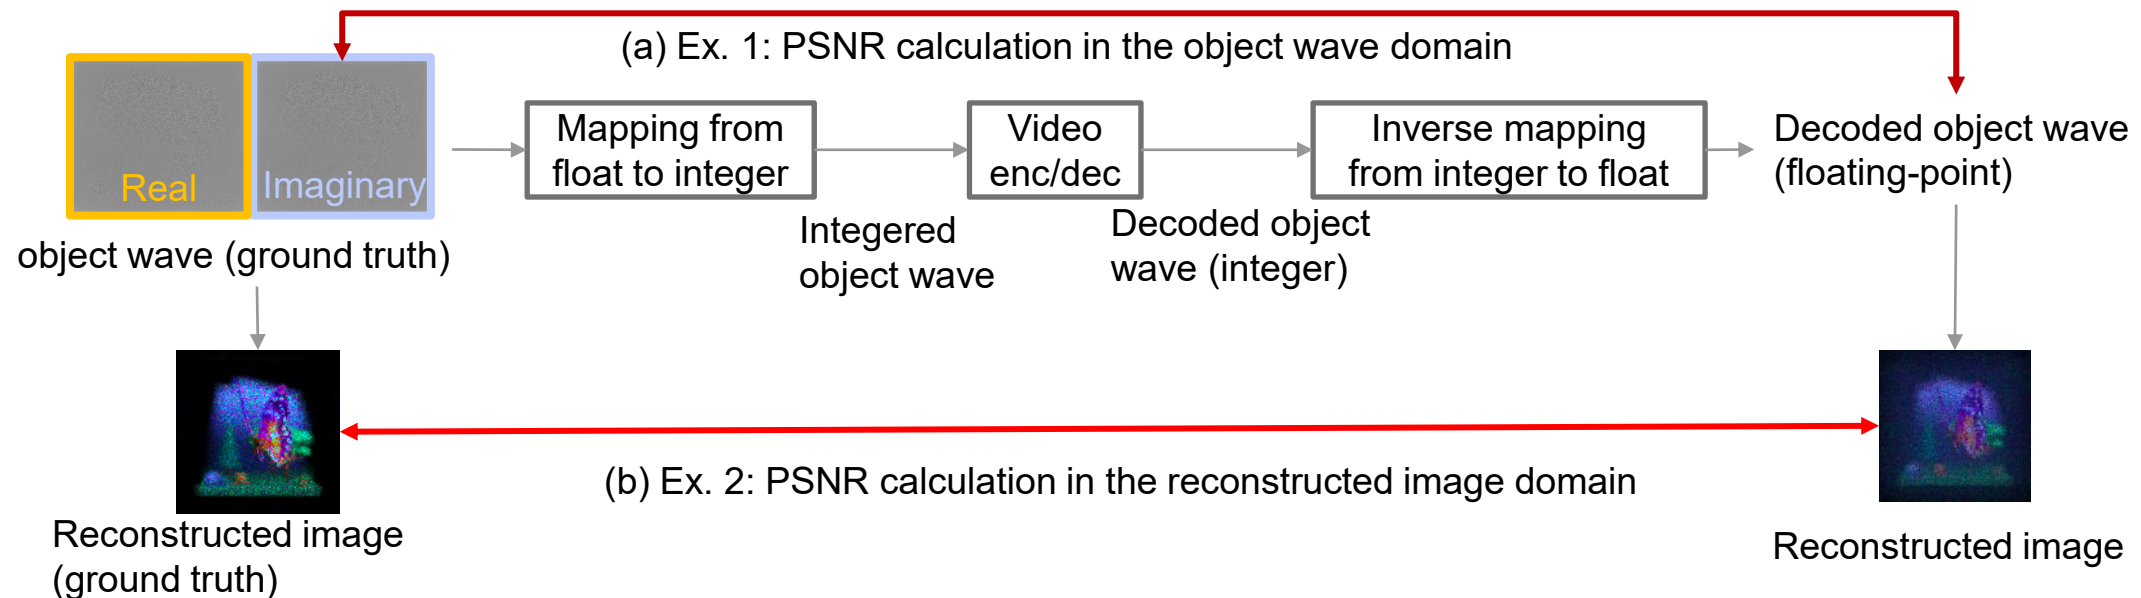 (a) Ex. 1: PSNR calculation in the object wave domain
Real
Imaginary
object wave (ground truth)
Mapping from
float to integer
Integered
object wave
Video
enc/dec
Decoded object
wave (integer)
Inverse mapping
from integer to float
Decoded object wave
(floating-point)
(b) Ex. 2: PSNR calculation in the reconstructed image domain
Reconstructed image
(ground truth)
Reconstructed image